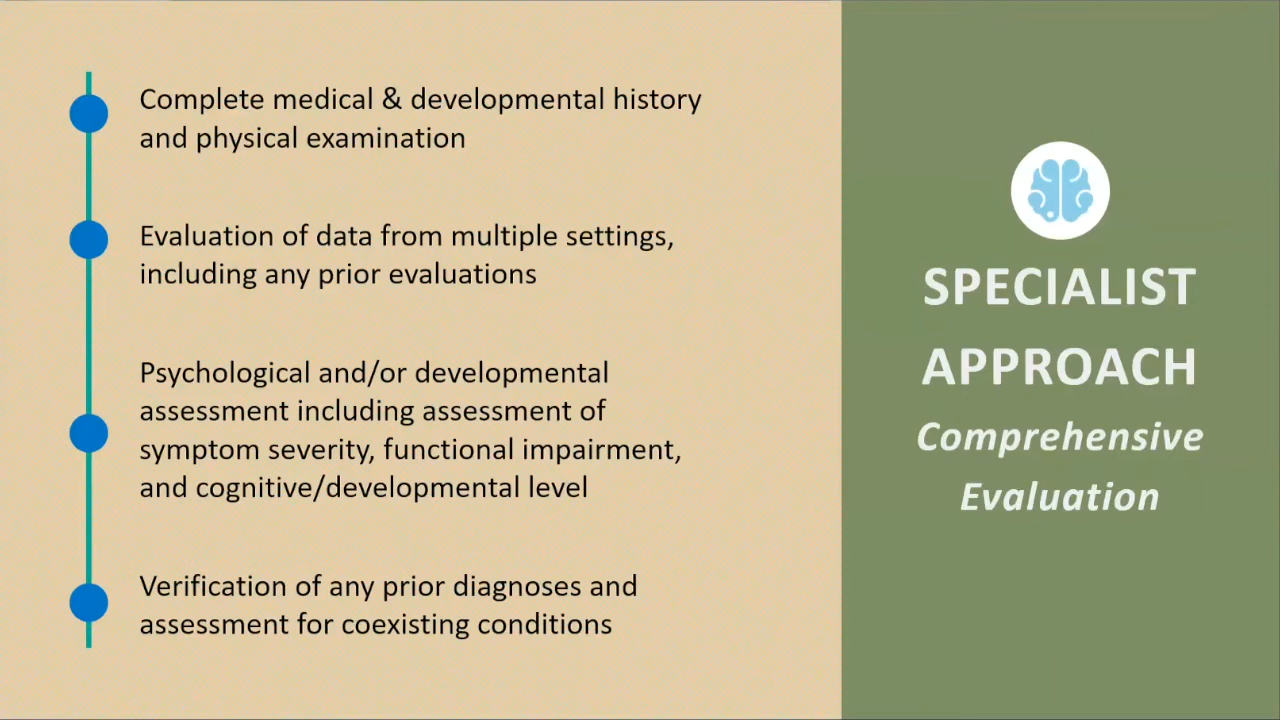 Complete medical & developmental history
and physical examination
Evaluation of data from multiple settings,
including any prior evaluations
Psychological and/or developmental
assessment including assessment of
symptom severity, functional impairment,
and cognitive/developmental level
Verification of any prior diagnoses and
assessment for coexisting conditions
SPECIALIST
APPROACH
Comprehensive
Evaluation